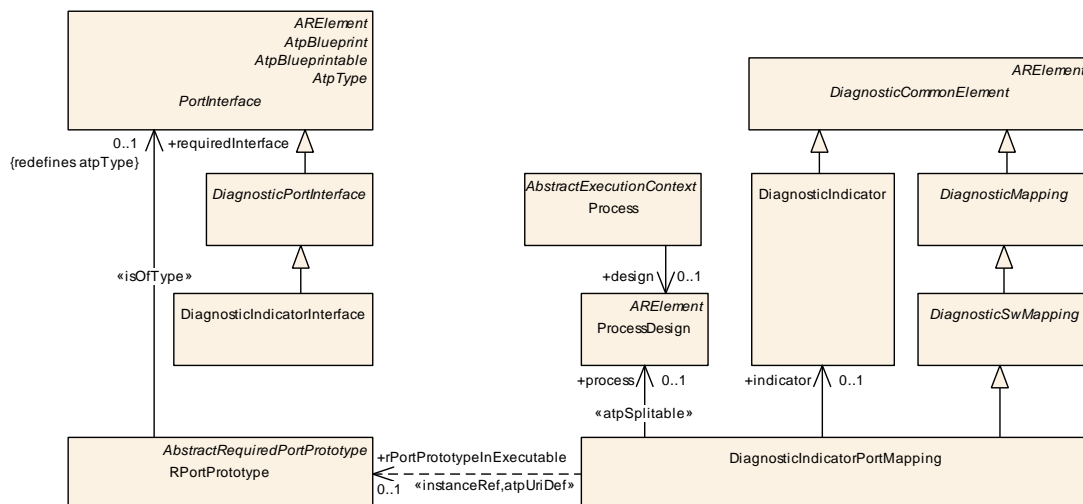 ARElement
AtpBlueprint
AtpBlueprintable
AtpType
PortInterface
ARElement
DiagnosticCommonElement
0..1
+requiredInterface
{redefines atpType}
DiagnosticPortInterface
AbstractExecutionContext
Process
DiagnosticIndicator
DiagnosticMapping
«isOfType»
+design
0..1
DiagnosticIndicatorInterface
ARElement
ProcessDesign
DiagnosticSwMapping
+process
0..1
+indicator
0..1
«atpSplitable»
AbstractRequiredPortPrototype
RPortPrototype
+rPortPrototypeInExecutable
0..1
«instanceRef,atpUriDef»
DiagnosticIndicatorPortMapping